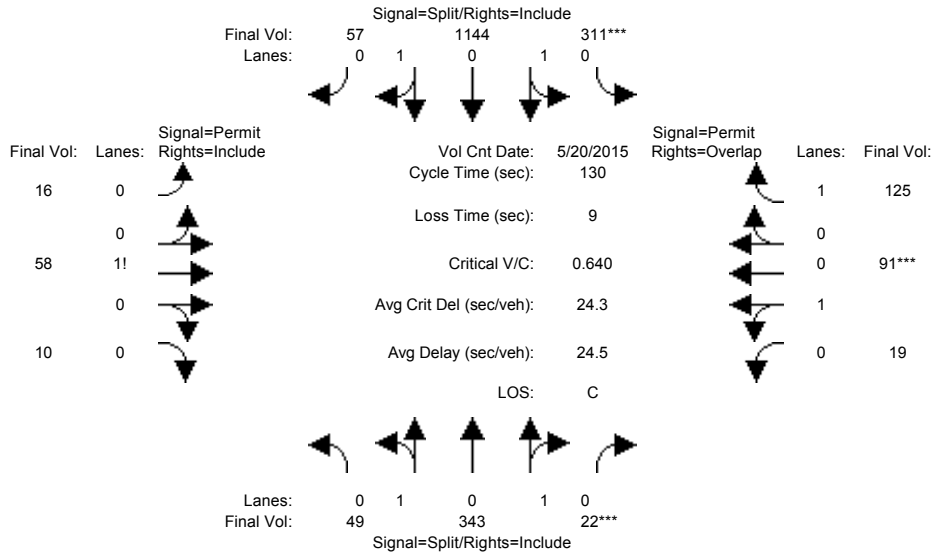 Signal=Split/Rights=Include
Final Vol: 57 1144 311***
Lanes: 0 1 0 1 0
Signal=Permit Signal=Permit
Final Vol: Lanes: Rights=Include Vol Cnt Date: 5/20/2015 Rights=Overlap Lanes: Final Vol:
Cycle Time (sec): 130
16 0 1 125
Loss Time (sec): 9
0 0
58 1! Critical V/C: 0.640 0 91***
0 Avg Crit Del (sec/veh): 24.3 1
10 0 Avg Delay (sec/veh): 24.5 0 19
LOS: C
Lanes: 0 1 0 1 0
Final Vol: 49 343 22***
Signal=Split/Rights=Include